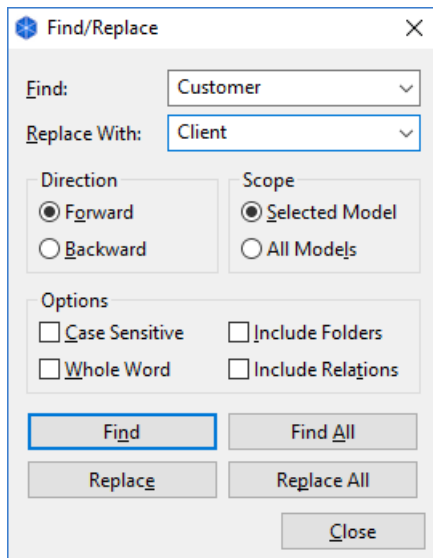 Find/Replace
Find: Customer
Replace With: Client
Direction
Forward
Backward
Scope
Selected Model
All Models
Options
Case Sensitive
Include Folders
Whole Word
Include Relations
Find
Find All
Replace
Replace All
Close